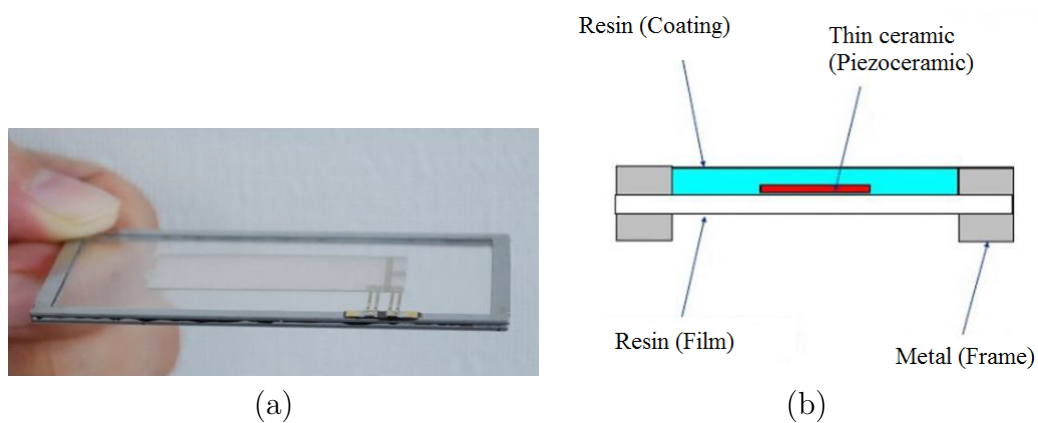 Resin (Coating)
Thin ceramic
(Piezoceramic)
Resin (Film)
Metal (Frame)
(a)
(b)